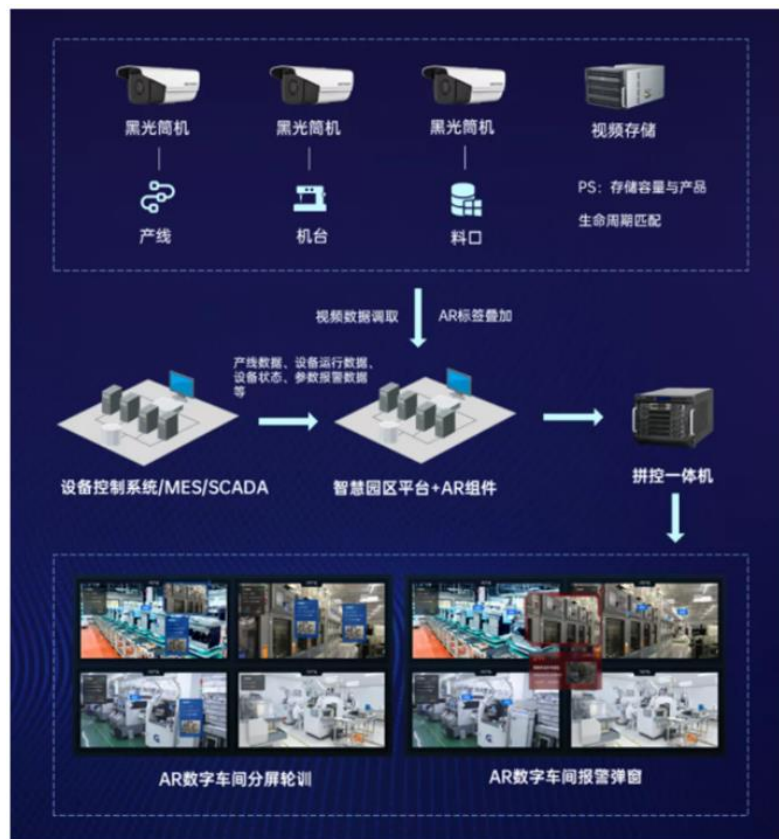 黑光筒机
黑光筒机
黑光筒机
视频存储
产线
机台
料口
PS：存储容量与产品
生命周期匹配
视频数据调取
AR标签叠加
产线数据、设备运行数据、
设备状态、参数报警数据
等
设备控制系统/MES/SCADA
智慧园区平台+AR组件
拼控一体机
AR数字车间分屏轮训
AR数字车间报警弹窗